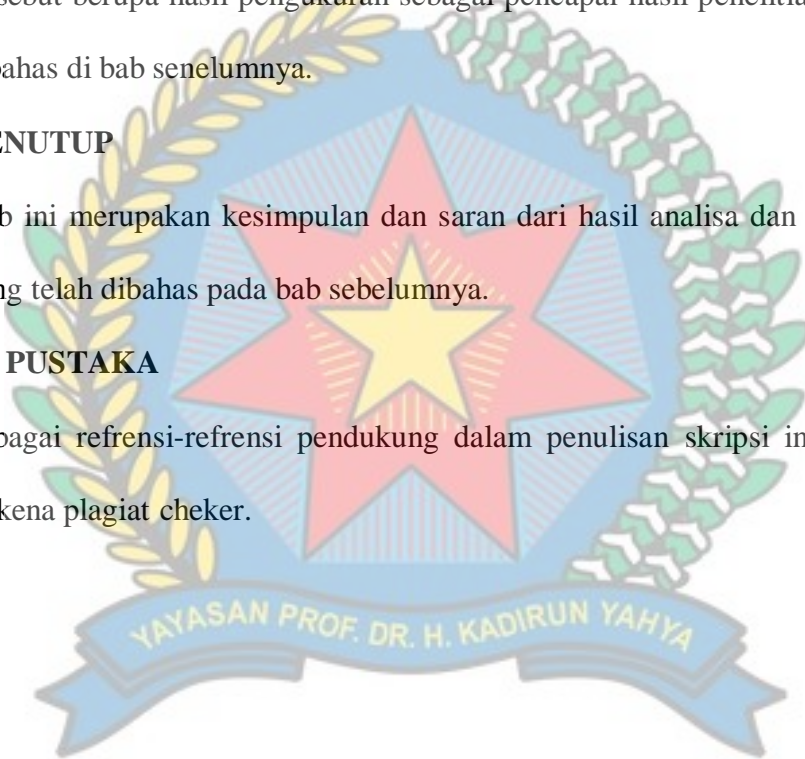 sebut berupa hasil pengukuran sebagai pencapai hasil penelitia
bahas di bab senelumnya.
ENUTUP
b ini merupakan kesimpulan dan saran dari hasil analisa dan
ng telah dibahas pada bab sebelumnya.
PUSTAKA
bagai refrensi-refrensi pendukung dalam penulisan skripsi in
kena plagiat cheker.
YAYASAN PROF. DR. H. KADIRUN YAHYA